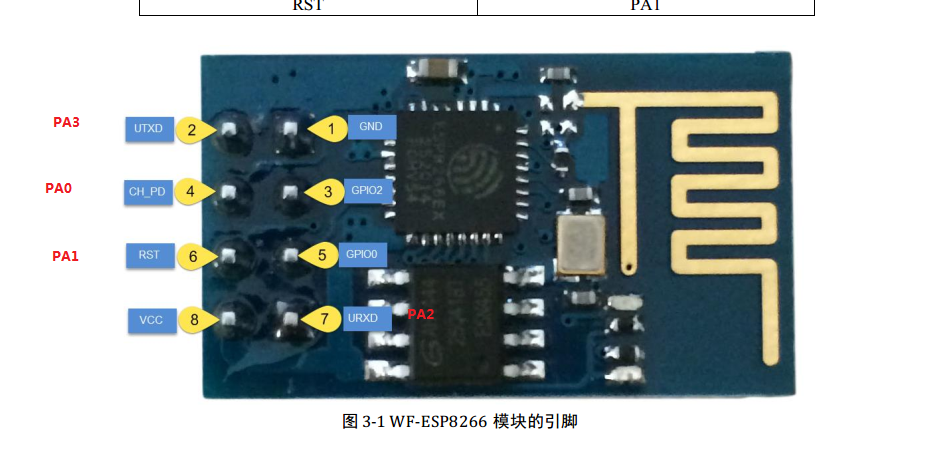 RST PA1
PA3 UTXD 2 1 GND
PA0 CH_PD 4 3 GPIO2
PA1 RST 6 5 GPIO0
VCC 8 7 URXD PA2
图 3-1 WF-ESP8266 模块的引脚